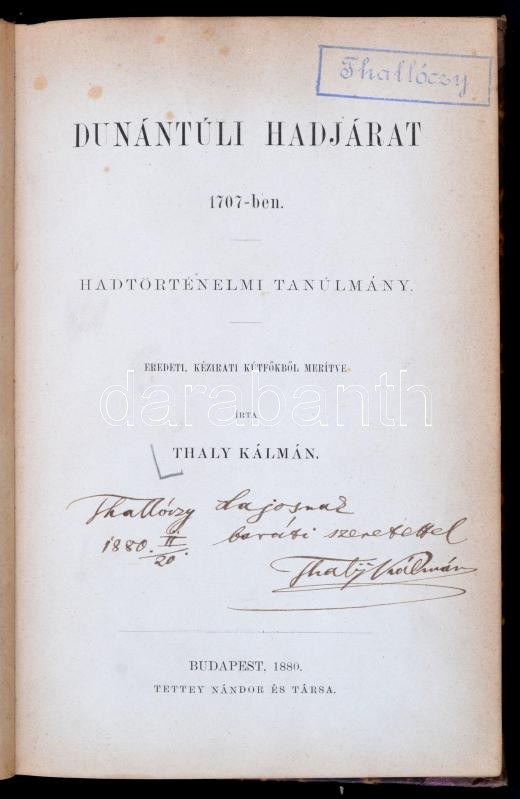 Thallóczy
DUNÁNTÚLI HADJÁRAT
1707-ben.
HADTÖRTÉNELMI TANÚLMÁNY.
EREDETI, KÉZIRATI KÚTFŐKBŐL MERÍTVE
darabanth
ÍRTA
THALY KÁLMÁN.
Thallóczy Lajosnak
1880. II/20. baráti szeretettel
Thaly Kálmán
BUDAPEST, 1880.
TETTEY NÁNDOR ÉS TÁRSA.